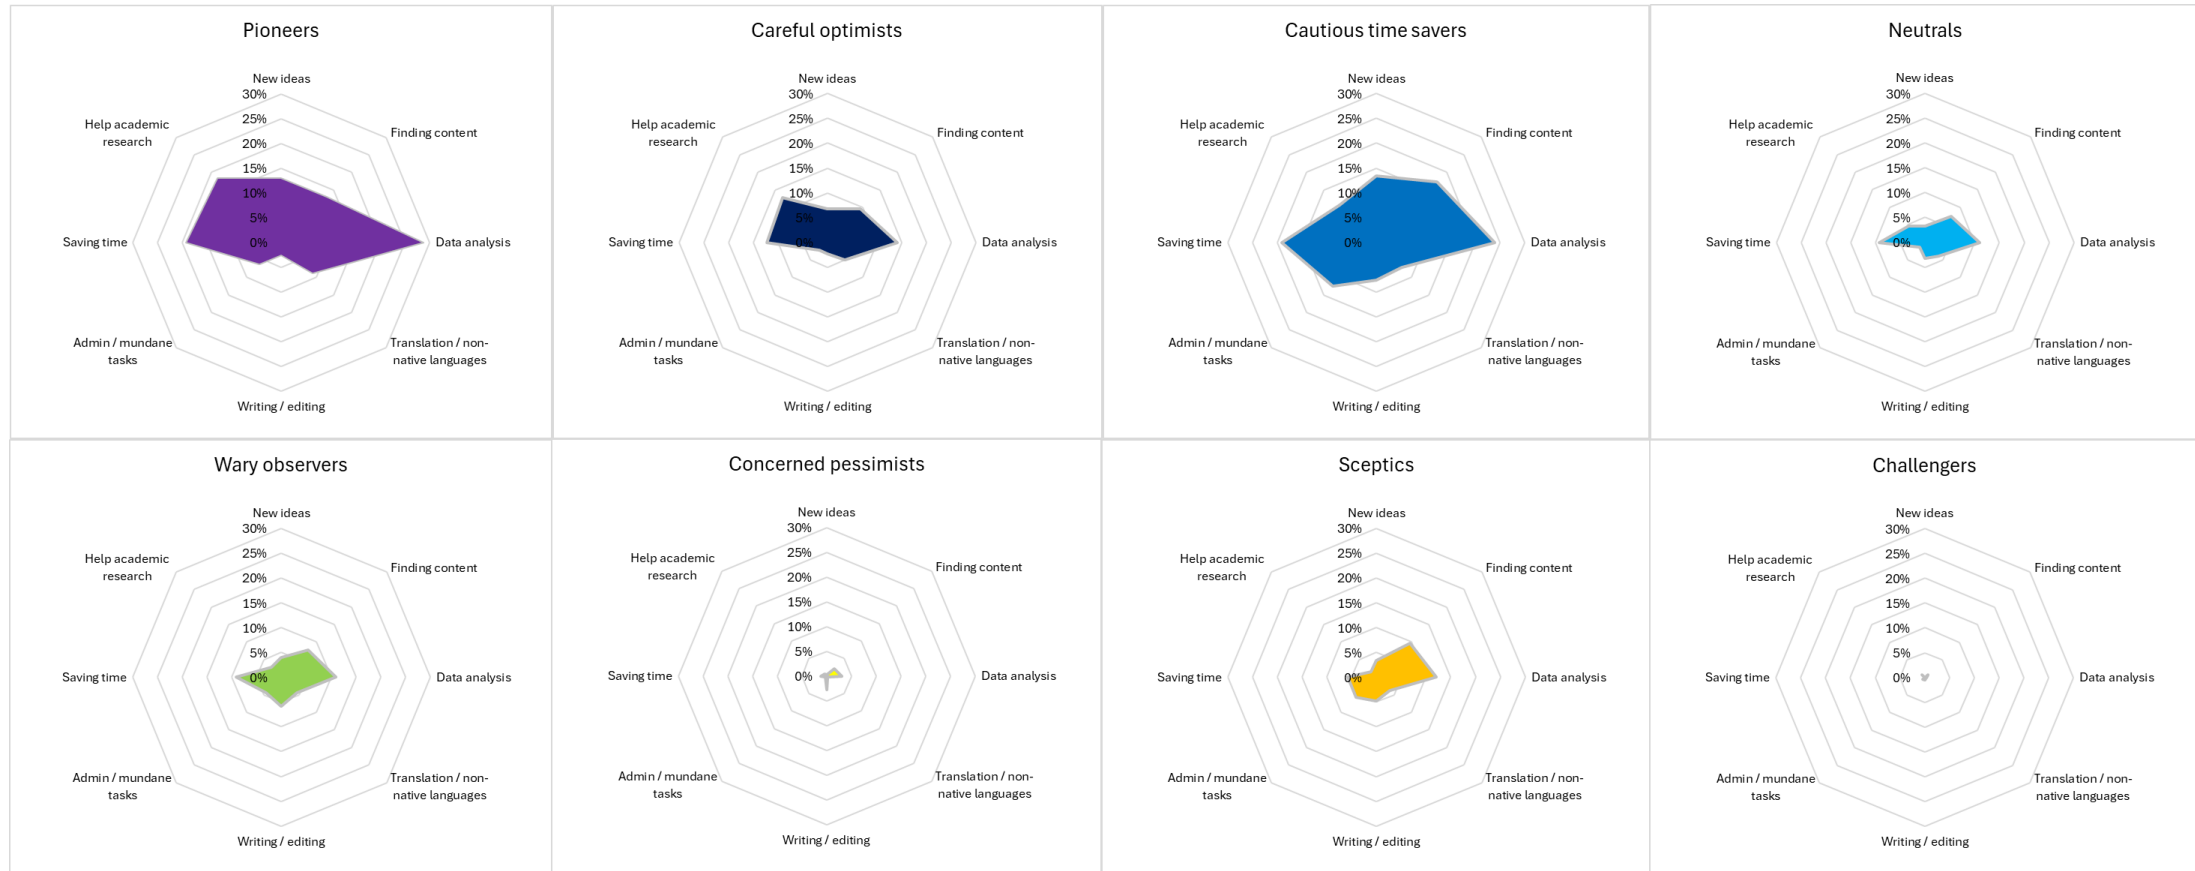 Pioneers
New ideas
30%
25%
20%
15%
10%
5%
0%
Finding content
Data analysis
Translation / non-
native languages
Writing / editing
Admin / mundane
tasks
Saving time
Help academic
research
Careful optimists
New ideas
30%
25%
20%
15%
10%
5%
0%
Finding content
Data analysis
Translation / non-
native languages
Writing / editing
Admin / mundane
tasks
Saving time
Help academic
research
Cautious time savers
New ideas
30%
25%
20%
15%
10%
5%
0%
Finding content
Data analysis
Translation / non-
native languages
Writing / editing
Admin / mundane
tasks
Saving time
Help academic
research
Neutrals
New ideas
30%
25%
20%
15%
10%
5%
0%
Finding content
Data analysis
Translation / non-
native languages
Writing / editing
Admin / mundane
tasks
Saving time
Help academic
research
Wary observers
New ideas
30%
25%
20%
15%
10%
5%
0%
Finding content
Data analysis
Translation / non-
native languages
Writing / editing
Admin / mundane
tasks
Saving time
Help academic
research
Concerned pessimists
New ideas
30%
25%
20%
15%
10%
5%
0%
Finding content
Data analysis
Translation / non-
native languages
Writing / editing
Admin / mundane
tasks
Saving time
Help academic
research
Sceptics
New ideas
30%
25%
20%
15%
10%
5%
0%
Finding content
Data analysis
Translation / non-
native languages
Writing / editing
Admin / mundane
tasks
Saving time
Help academic
research
Challengers
New ideas
30%
25%
20%
15%
10%
5%
0%
Finding content
Data analysis
Translation / non-
native languages
Writing / editing
Admin / mundane
tasks
Saving time
Help academic
research